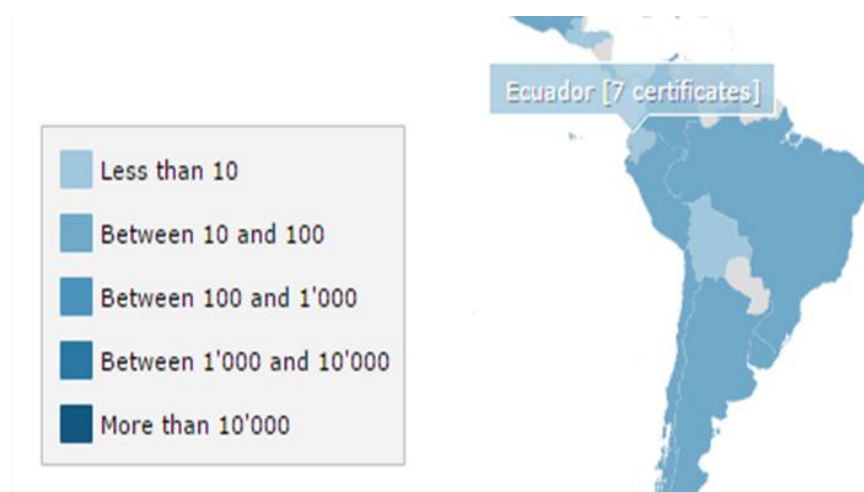 Ecuador [7 certificates]
Less than 10
Between 10 and 100
Between 100 and 1'000
Between 1'000 and 10'000
More than 10'000